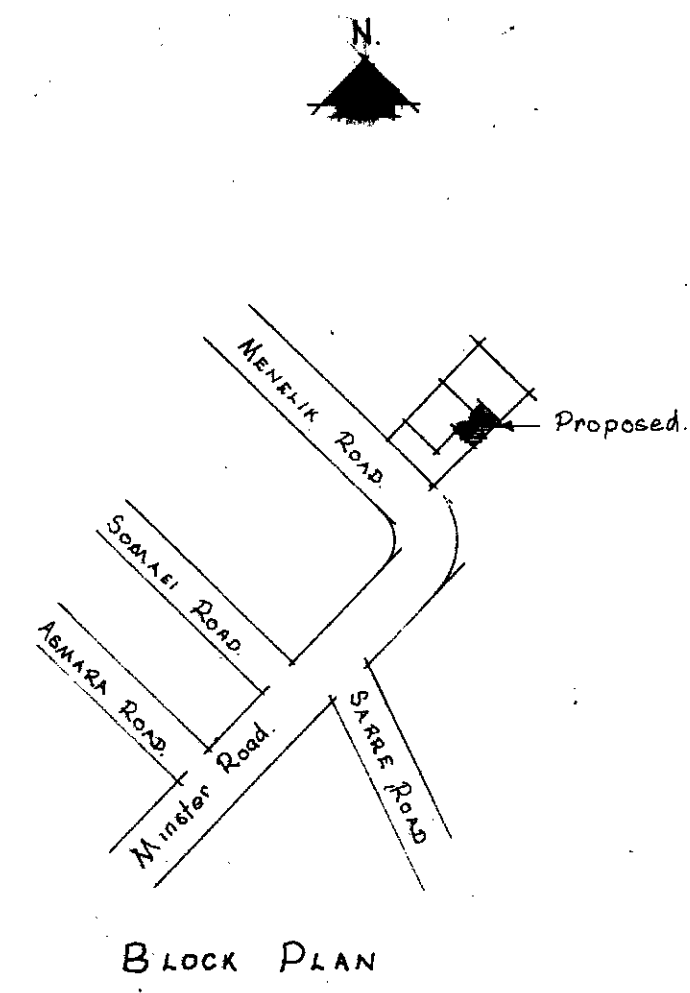 N.
MENELIK ROAD.
Proposed.
SOMALI ROAD.
ASMARA ROAD.
Minster Road.
SARRE ROAD
BLOCK PLAN